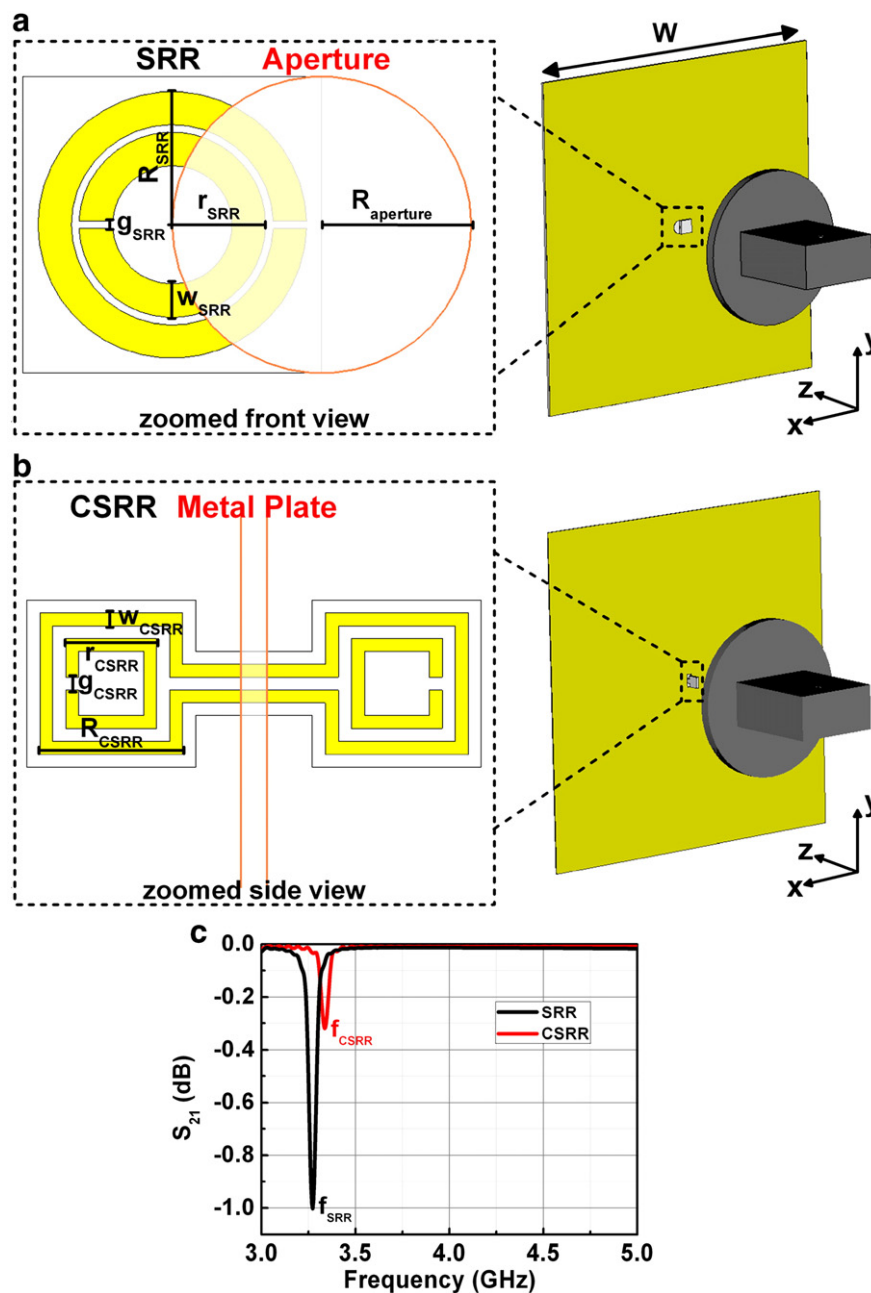 a
SRR Aperture
W
R_SRR
r_SRR
R_aperture
g_SRR
w_SRR
zoomed front view
y
z
x
b
CSRR Metal Plate
w_CSRR
r_CSRR
g_CSRR
R_CSRR
zoomed side view
y
z
x
c
0.0
-0.2
-0.4
-0.6
-0.8
-1.0
S_21 (dB)
SRR
CSRR
f_CSRR
f_SRR
3.0 3.5 4.0 4.5 5.0
Frequency (GHz)